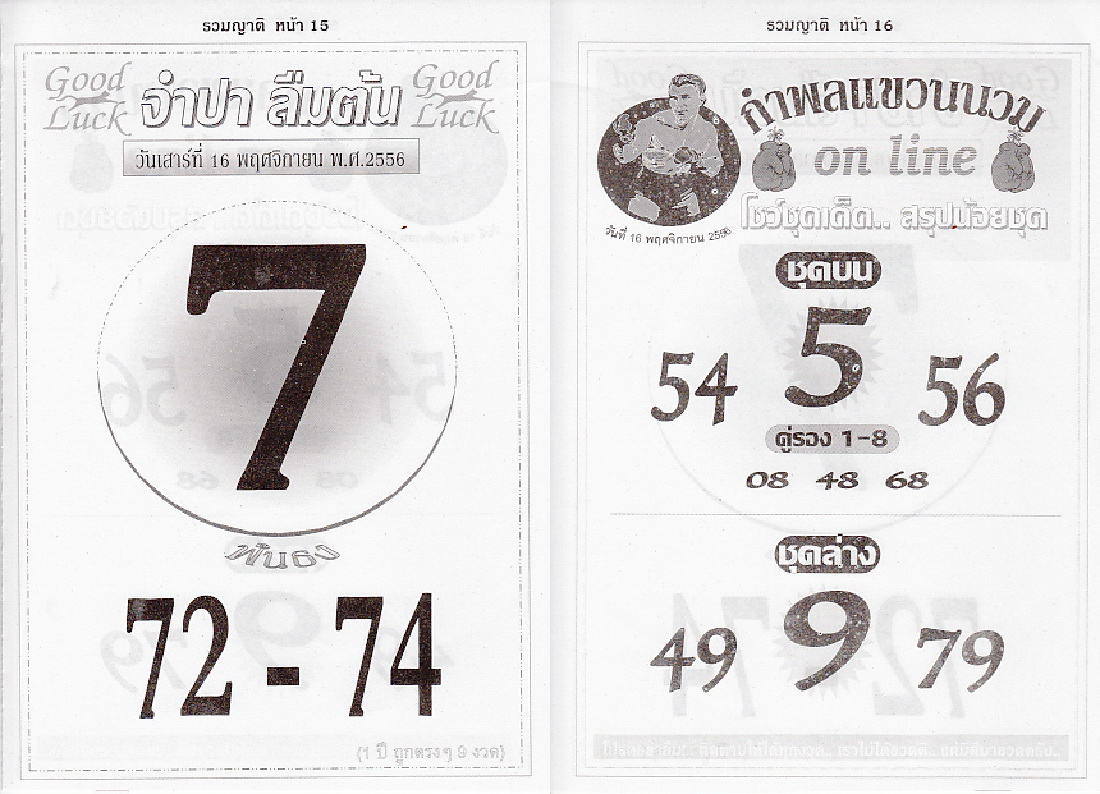 รวมญาติ หน้า 15
Good Luck จำปา ลืมต้น Good Luck
วันเสาร์ที่ 16 พฤศจิกายน พ.ศ.2556
7
ฟันธง
72 - 74
(1 ปี ถูกตรงๆ 9 งวด)
รวมญาติ หน้า 16
กำพลแขวนนวม
on line
วันที่ 16 พฤศจิกายน 2556
โชว์ชุดเด็ด.. สรุปน้อยชุด
ชุดบน
54 5 56
คู่รอง 1-8
08 48 68
ชุดล่าง
49 9 79